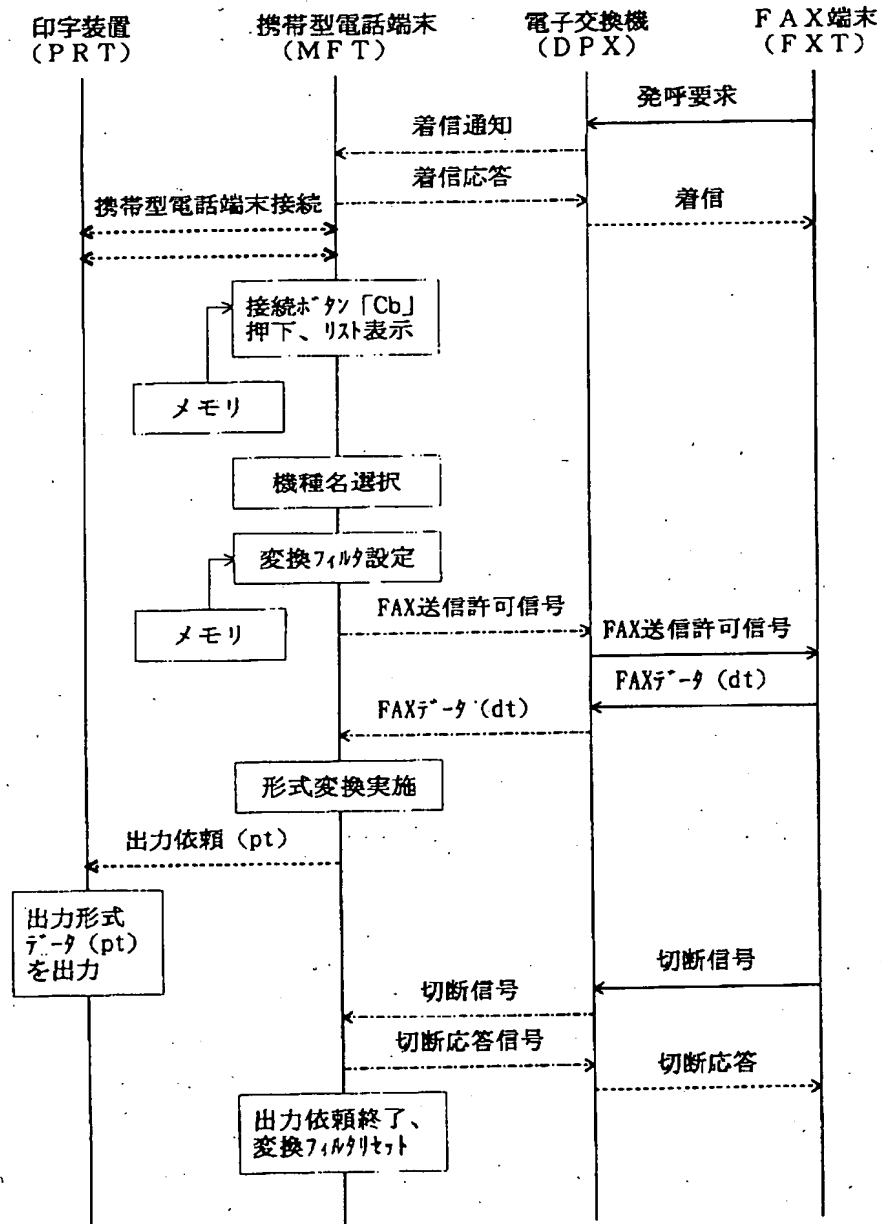 印字装置
(PRT)
携帯型電話端末
(MFT)
電子交換機
(DPX)
FAX端末
(FXT)
発呼要求
着信通知
着信応答
携帯型電話端末接続
着信
接続ボタン「Cb」
押下、リスト表示
メモリ
機種名選択
変換フィルタ設定
メモリ
FAX送信許可信号
FAX送信許可信号
FAXデータ(dt)
FAXデータ(dt)
形式変換実施
出力依頼(pt)
出力形式
データ(pt)
を出力
切断信号
切断信号
切断応答信号
切断応答
出力依頼終了、
変換フィルタリセット